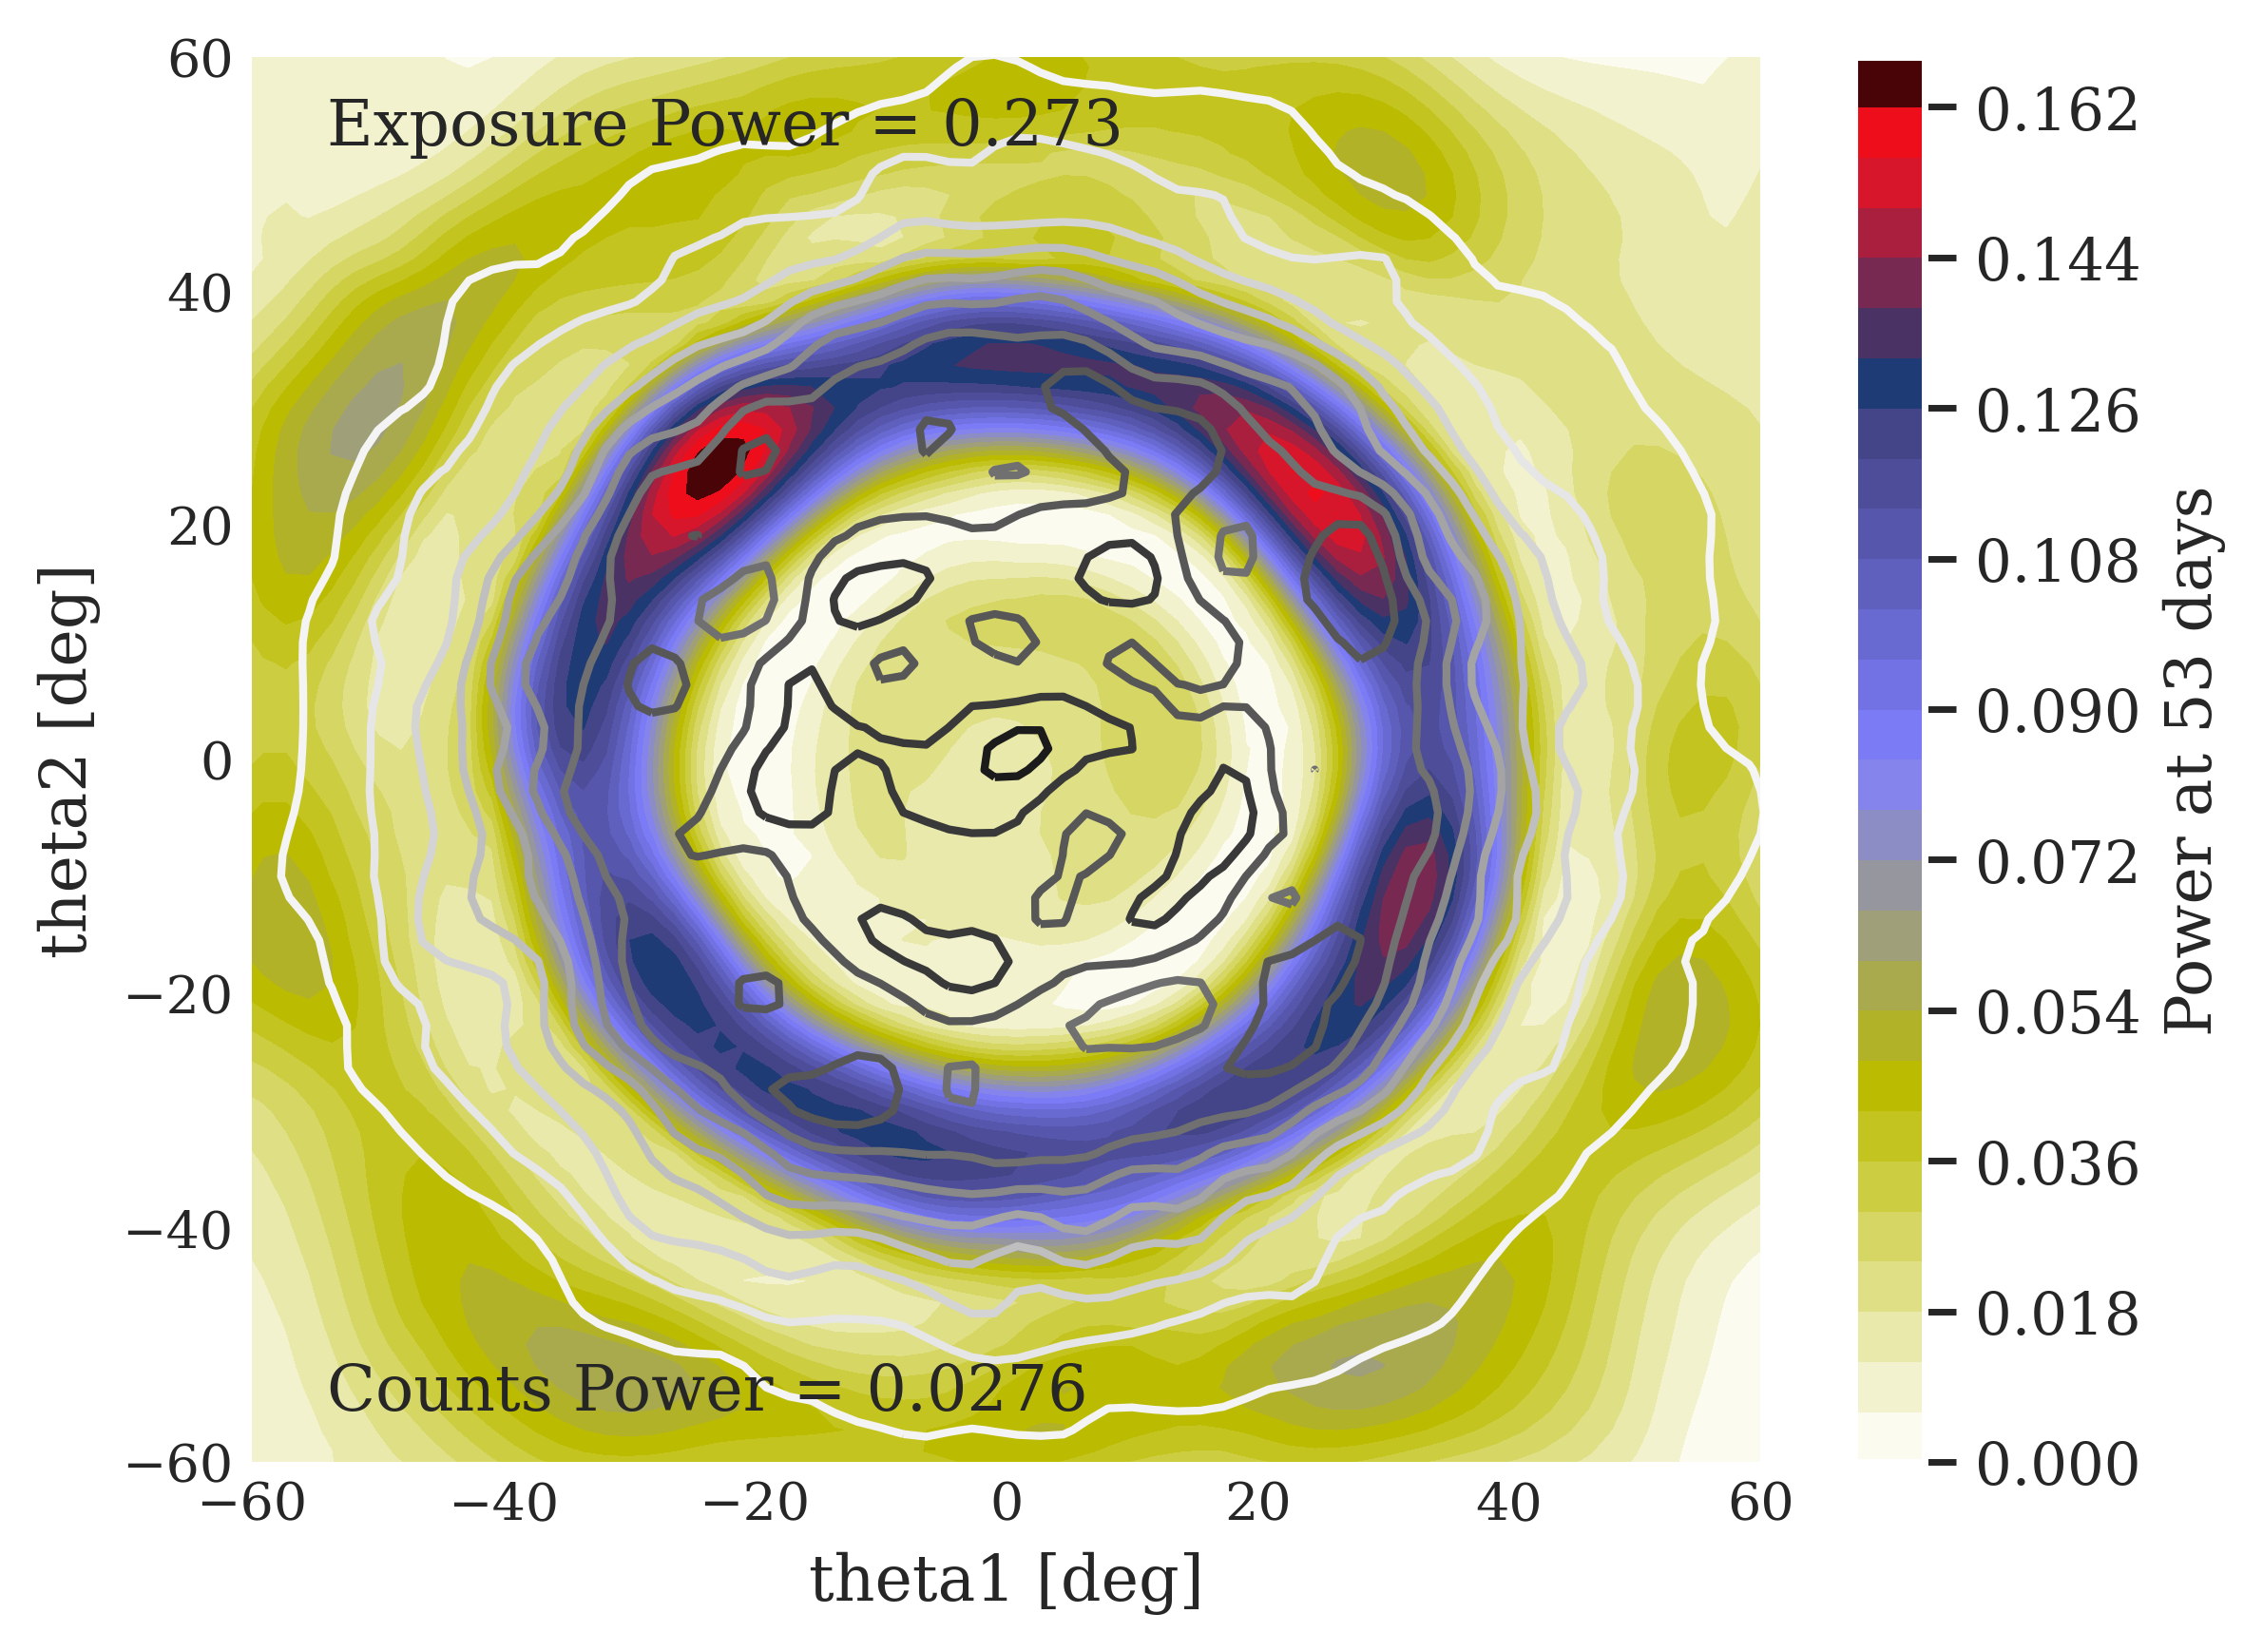 Exposure Power = 0.273
Counts Power = 0.0276
60
40
20
0
−20
−40
−60
theta2 [deg]
−60 −40 −20 0 20 40 60
theta1 [deg]
0.162
0.144
0.126
0.108
0.090
0.072
0.054
0.036
0.018
0.000
Power at 53 days